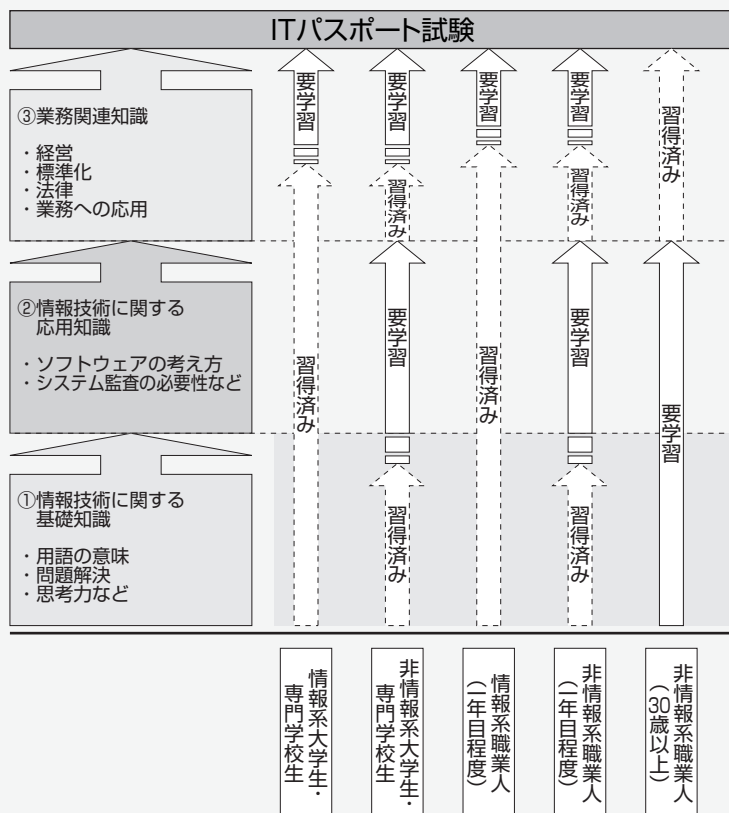 ITパスポート試験
③業務関連知識
・経営
・標準化
・法律
・業務への応用
②情報技術に関する
応用知識
・ソフトウェアの考え方
・システム監査の必要性など
①情報技術に関する
基礎知識
・用語の意味
・問題解決
・思考力など
要学習
習得済み
要学習
習得済み
要学習
習得済み
要学習
習得済み
要学習
習得済み
要学習
習得済み
習得済み
要学習
情報系大学生・
専門学校生
非情報系大学生・
専門学校生
情報系職業人
（一年目程度）
非情報系職業人
（一年目程度）
非情報系職業人
（30歳以上）